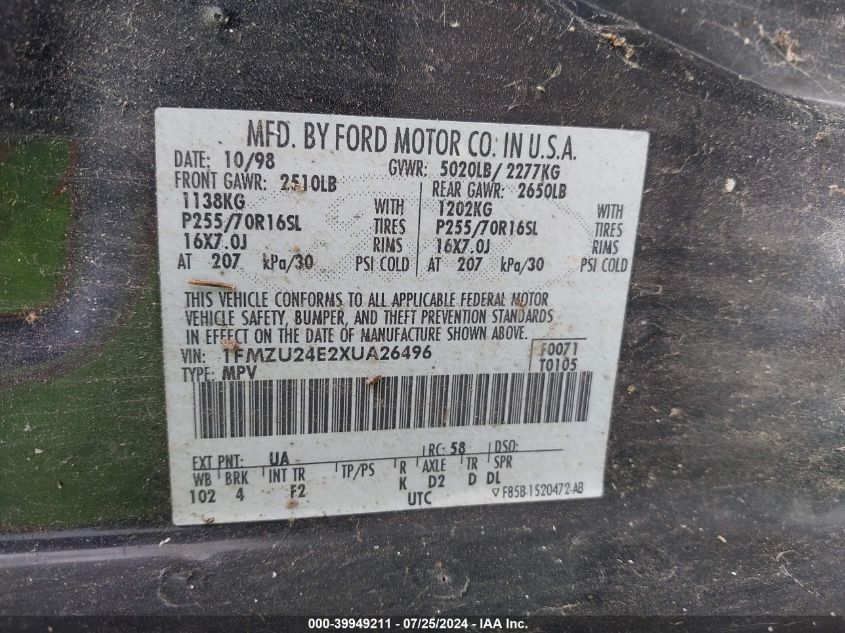 MFD. BY FORD MOTOR CO. IN U.S.A.
DATE: 10/98 GVWR: 5020LB/2277KG
FRONT GAWR: 2510LB REAR GAWR: 2650LB
1138KG WITH 1202KG WITH
P255/70R16SL TIRES P255/70R16SL TIRES
16X7.0J RIMS 16X7.0J RIMS
AT 207 kPa/30 PSI COLD AT 207 kPa/30 PSI COLD
THIS VEHICLE CONFORMS TO ALL APPLICABLE FEDERAL MOTOR
VEHICLE SAFETY, BUMPER, AND THEFT PREVENTION STANDARDS
IN EFFECT ON THE DATE OF MANUFACTURE SHOWN ABOVE.
VIN: 1FMZU24E2XUA26496 F0071
TYPE: MPV T0105
EXT PNT: UA RC: 58 DSO:
WB BRK INT TR TP/PS R AXLE TR SPR
102 4 F2 K D2 D DL
UTC ▽F85B-1520472-AB
000-39949211 - 07/25/2024 - IAA Inc.